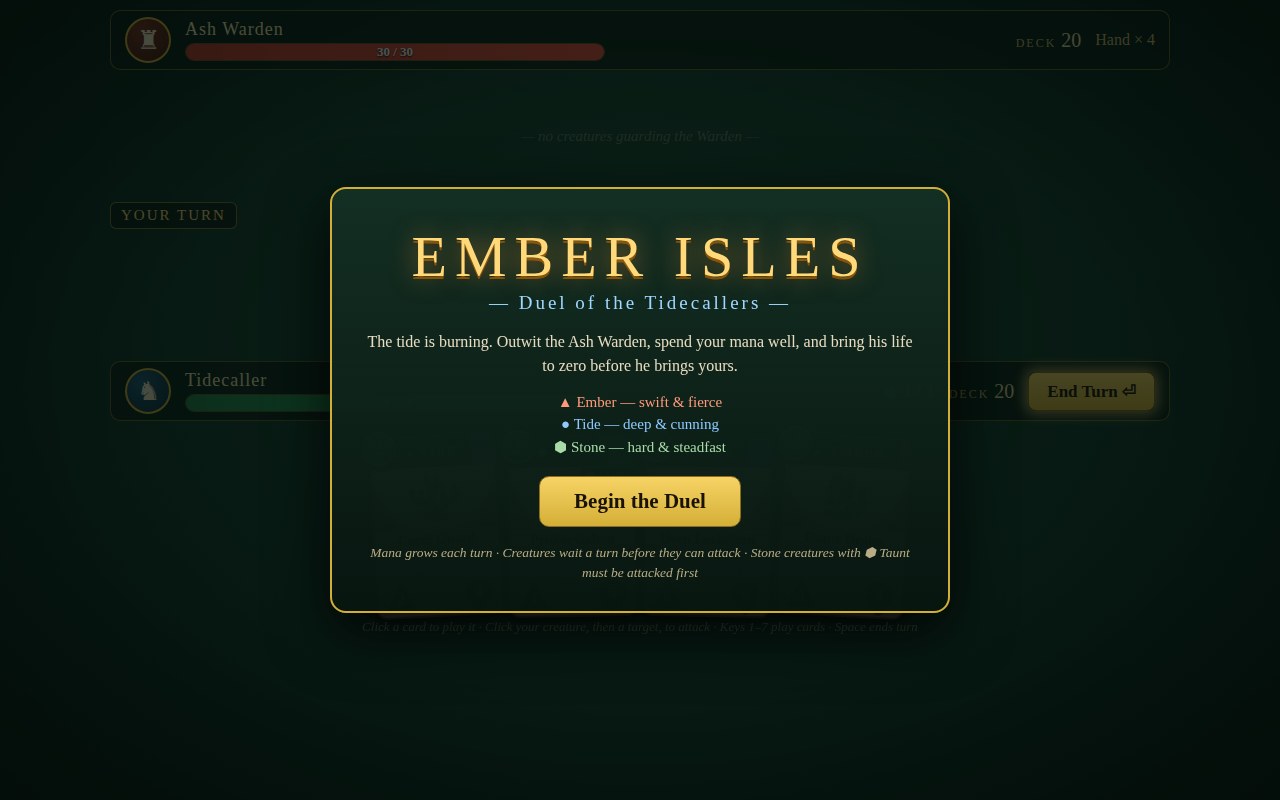 Ash Warden
30 / 30
DECK 20 Hand × 4
— no creatures guarding the Warden —
YOUR TURN
EMBER ISLES
— Duel of the Tidecallers —
The tide is burning. Outwit the Ash Warden, spend your mana well, and bring his life
to zero before he brings yours.
▲ Ember — swift & fierce
● Tide — deep & cunning
⬢ Stone — hard & steadfast
Tidecaller
DECK 20
End Turn ⏎
Begin the Duel
Mana grows each turn · Creatures wait a turn before they can attack · Stone creatures with ⬢ Taunt
must be attacked first
Click a card to play it · Click your creature, then a target, to attack · Keys 1–7 play cards · Space ends turn